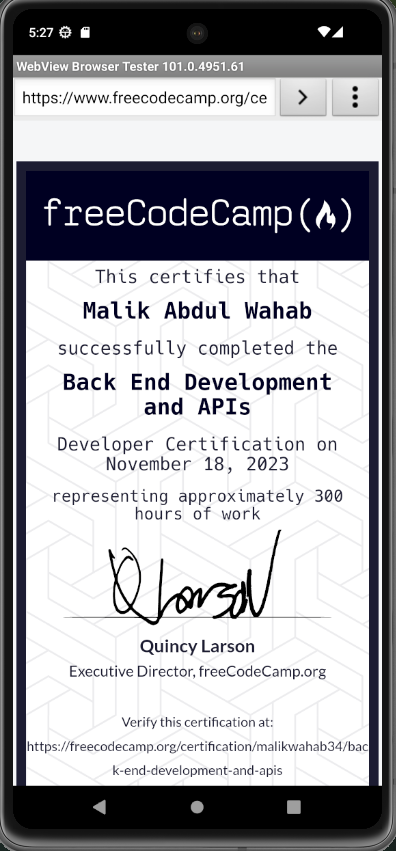 5:27
WebView Browser Tester 101.0.4951.61
https://www.freecodecamp.org/ce
freeCodeCamp(🔥)
This certifies that
Malik Abdul Wahab
successfully completed the
Back End Development
and APIs
Developer Certification on
November 18, 2023
representing approximately 300
hours of work
Quincy Larson
Executive Director, freeCodeCamp.org
Verify this certification at:
https://freecodecamp.org/certification/malikwahab34/bac
k-end-development-and-apis